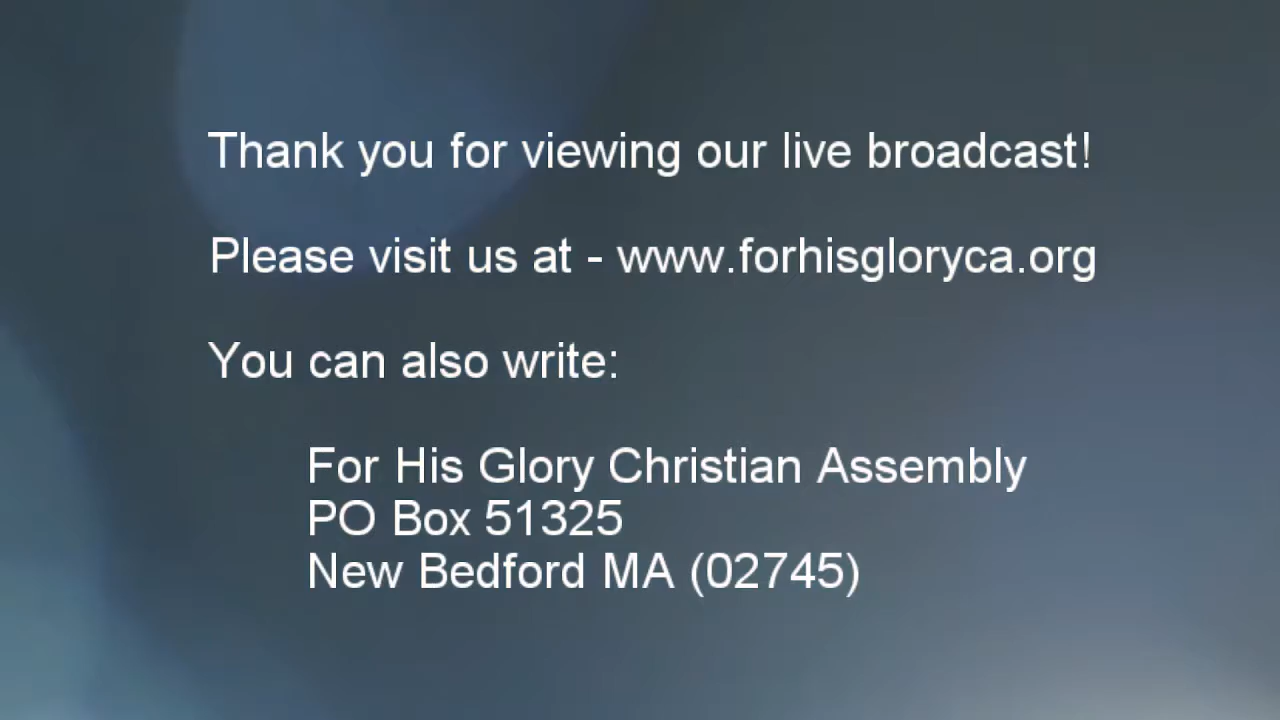 Thank you for viewing our live broadcast!
Please visit us at - www.forhisgloryca.org
You can also write:
For His Glory Christian Assembly
PO Box 51325
New Bedford MA (02745)